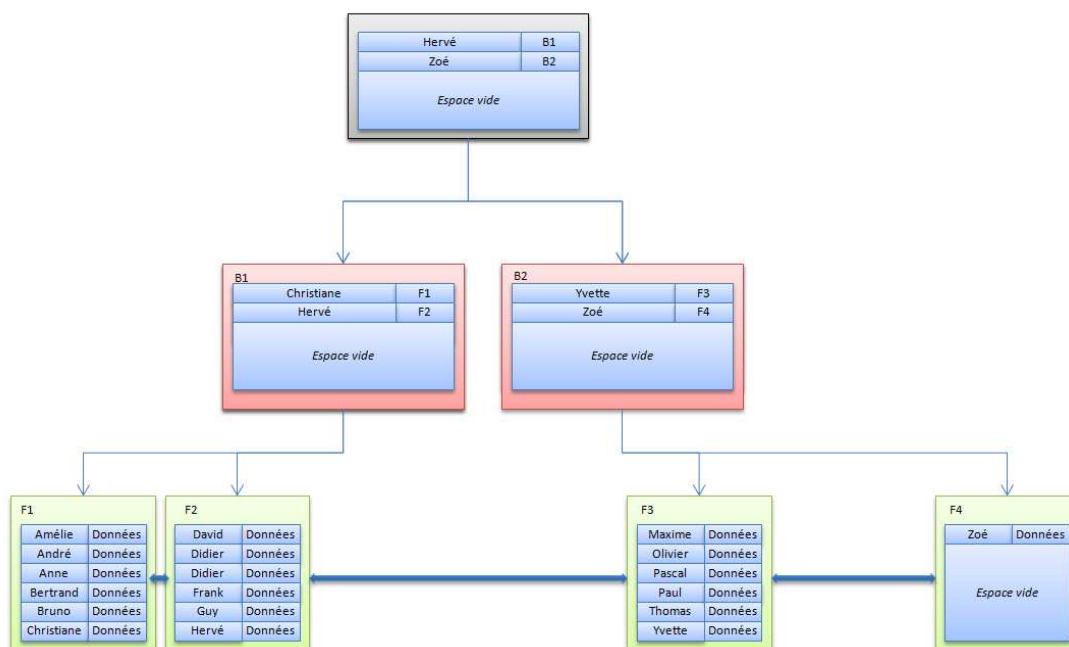 Hervé B1
Zoé B2
Espace vide
B1
Christiane F1
Hervé F2
Espace vide
B2
Yvette F3
Zoé F4
Espace vide
F1
Amélie Données
André Données
Anne Données
Bertrand Données
Bruno Données
Christiane Données
F2
David Données
Didier Données
Didier Données
Frank Données
Guy Données
Hervé Données
F3
Maxime Données
Olivier Données
Pascal Données
Paul Données
Thomas Données
Yvette Données
F4
Zoé Données
Espace vide